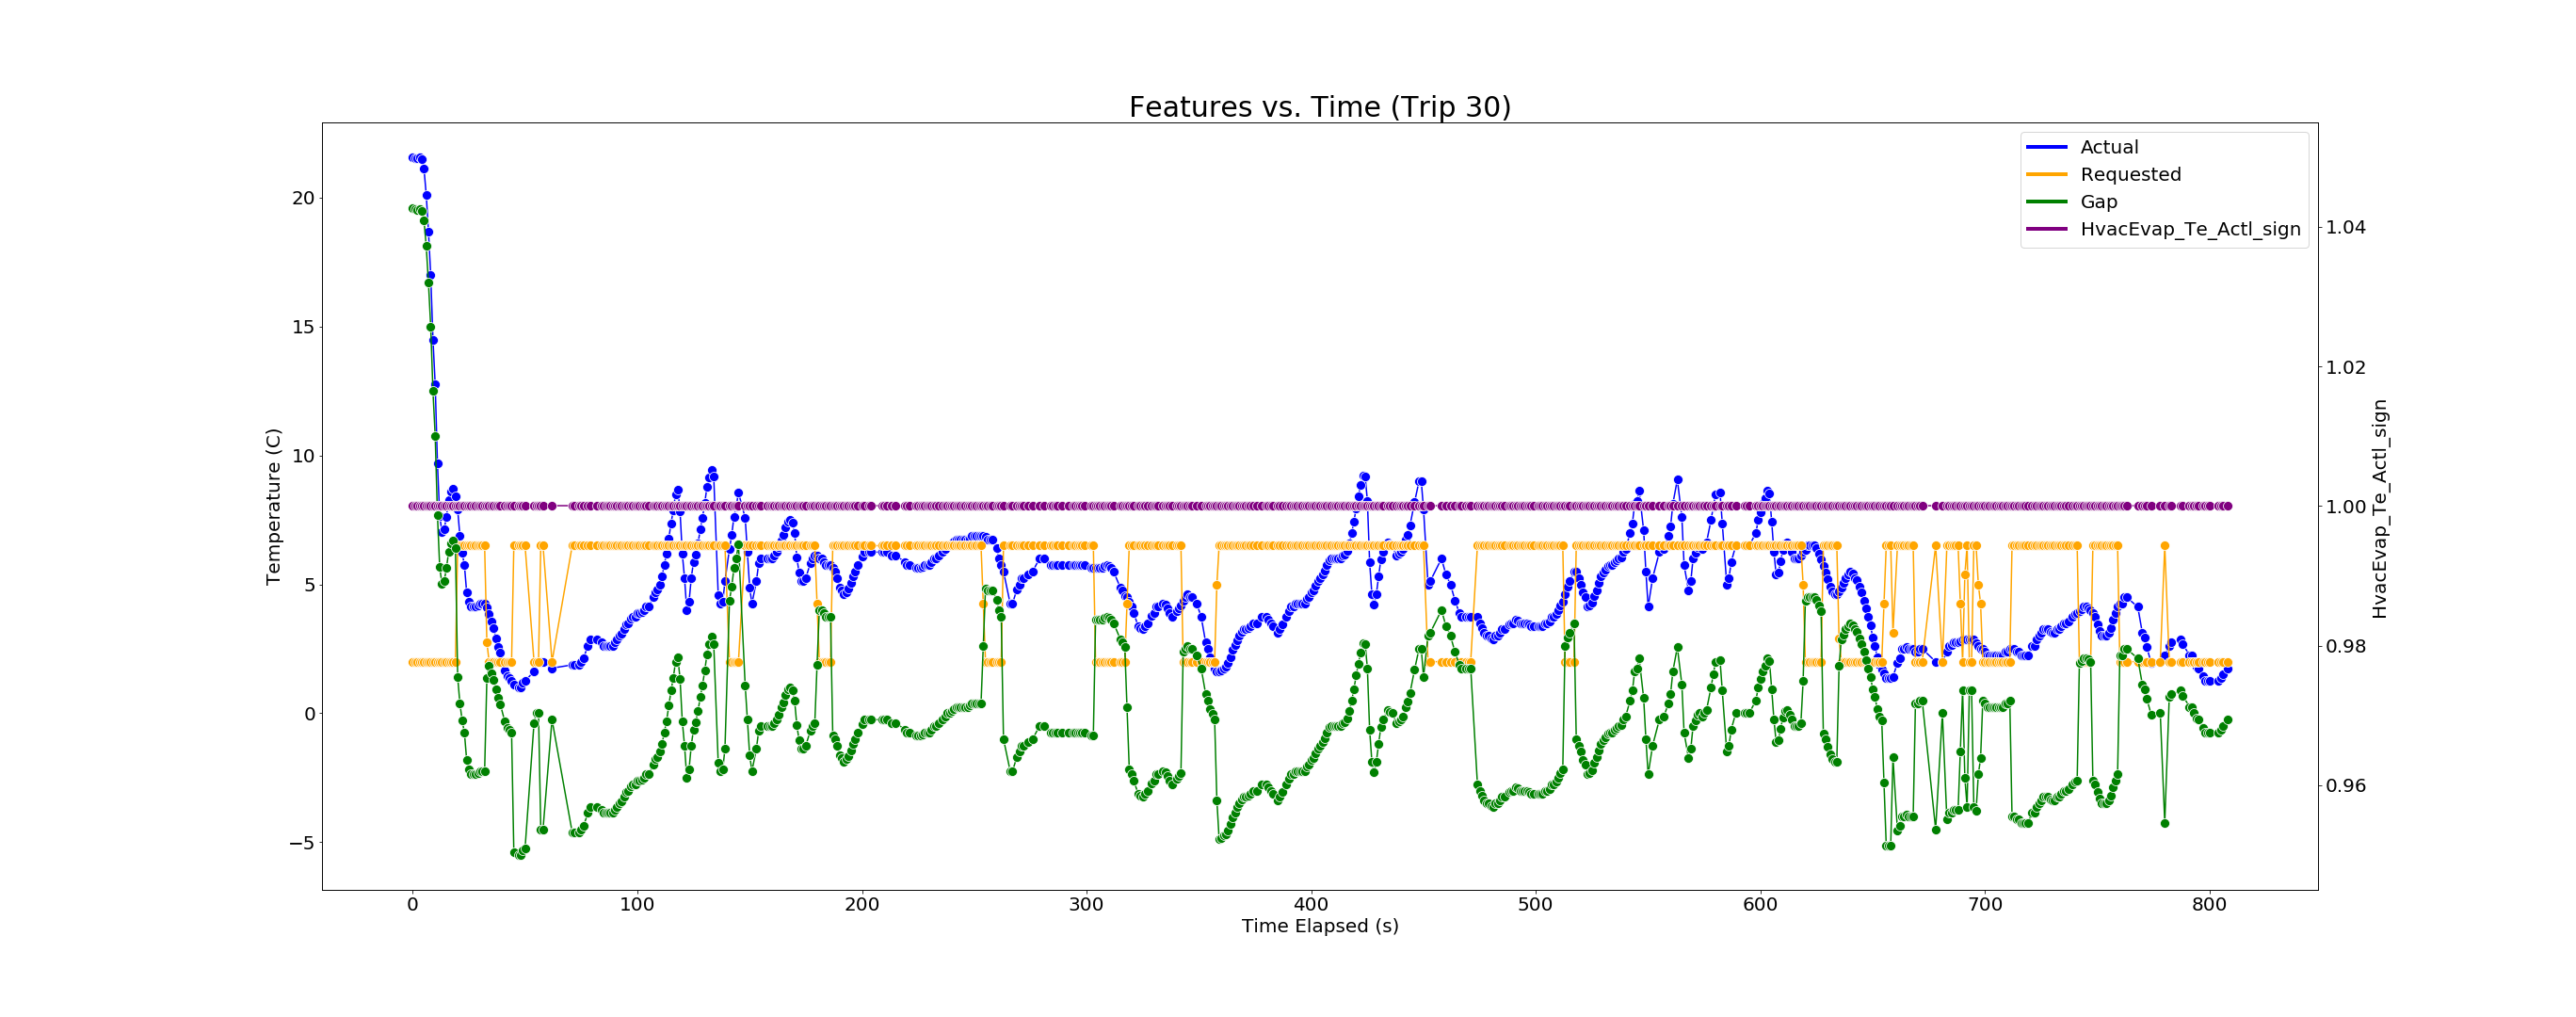 Features vs. Time (Trip 30)
Actual
Requested
Gap
HvacEvap_Te_Actl_sign
20
15
10
5
0
−5
Temperature (C)
1.04
1.02
1.00
0.98
0.96
HvacEvap_Te_Actl_sign
0 100 200 300 400 500 600 700 800
Time Elapsed (s)